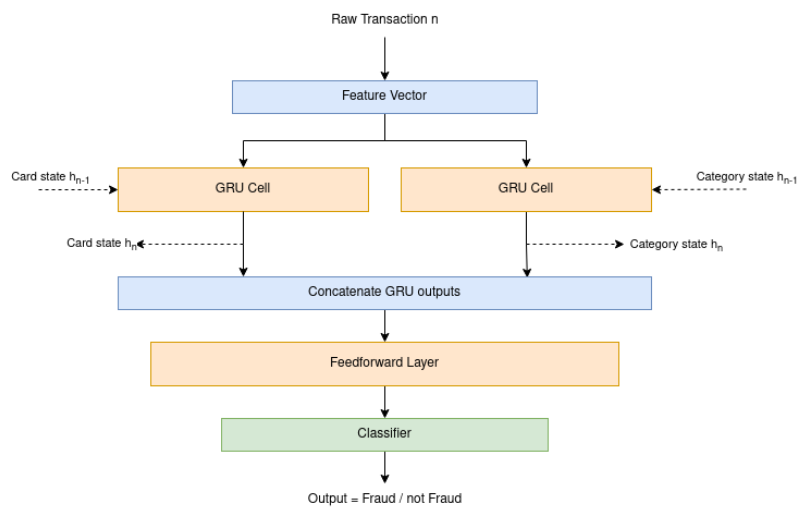 Raw Transaction n
Feature Vector
Card state hn-1
GRU Cell
GRU Cell
Category state hn-1
Card state hn
Category state hn
Concatenate GRU outputs
Feedforward Layer
Classifier
Output = Fraud / not Fraud